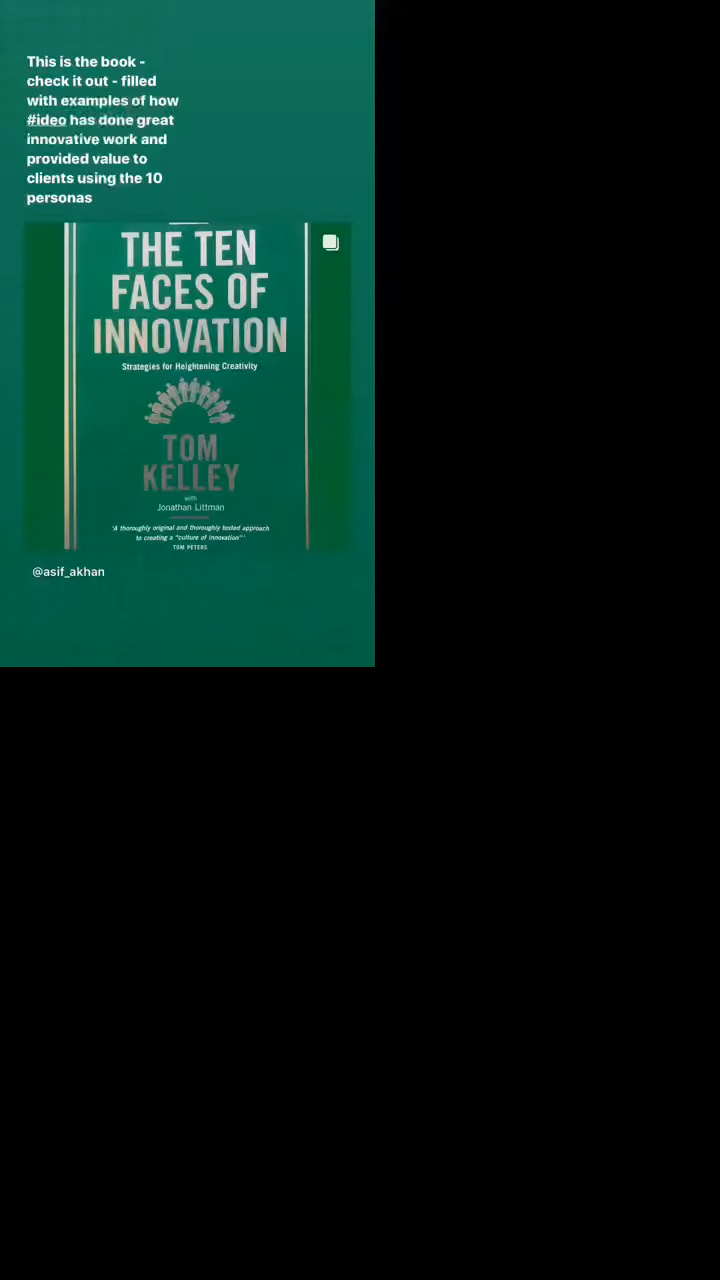 This is the book -
check it out - filled
with examples of how
#ideo has done great
innovative work and
provided value to
clients using the 10
personas
THE TEN
FACES OF
INNOVATION
Strategies for Heightening Creativity
TOM
KELLEY
with
Jonathan Littman
'A thoroughly original and thoroughly tested approach
to creating a "culture of innovation"'
TOM PETERS
@asif_akhan